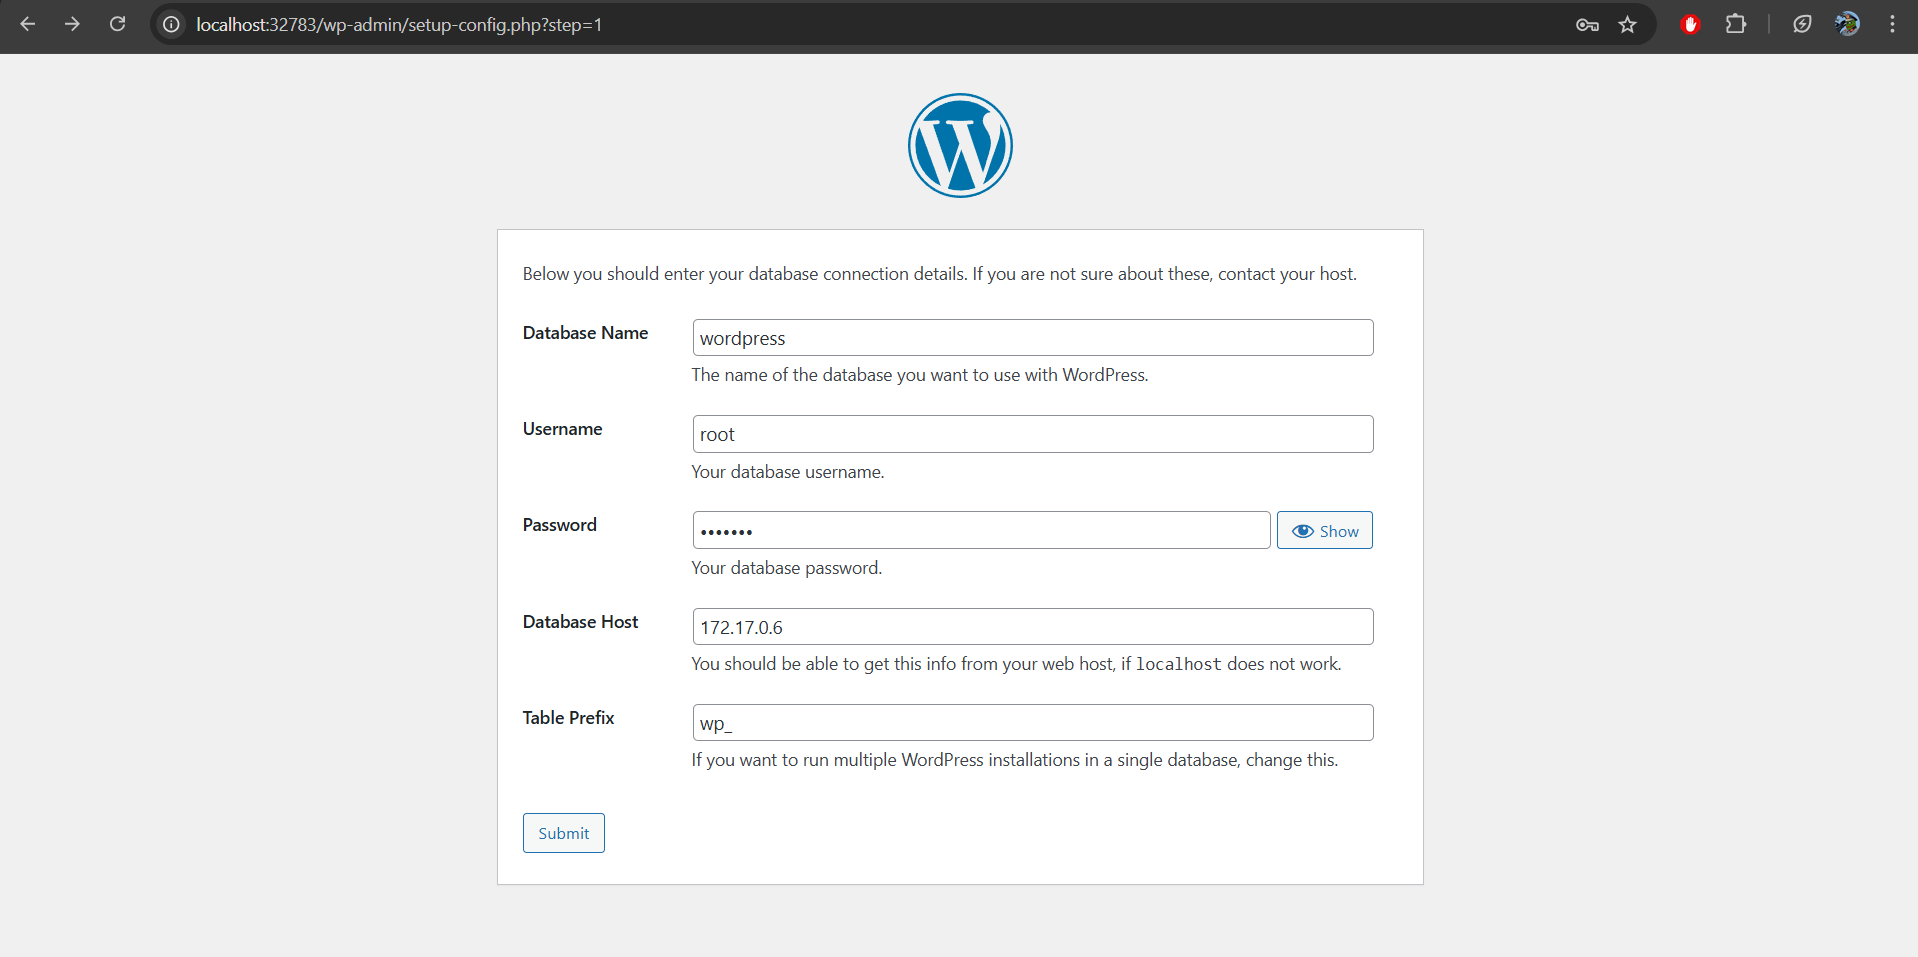 localhost:32783/wp-admin/setup-config.php?step=1
Below you should enter your database connection details. If you are not sure about these, contact your host.
Database Name
wordpress
The name of the database you want to use with WordPress.
Username
root
Your database username.
Password
•••••••
Show
Your database password.
Database Host
172.17.0.6
You should be able to get this info from your web host, if localhost does not work.
Table Prefix
wp_
If you want to run multiple WordPress installations in a single database, change this.
Submit